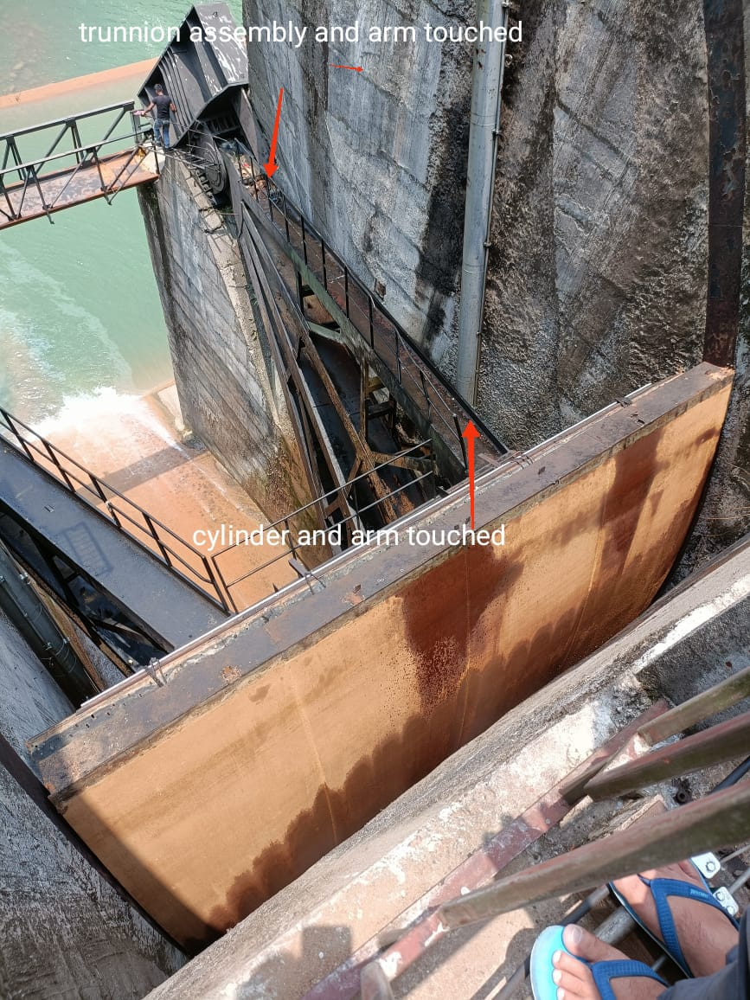 trunnion assembly and arm touched
cylinder and arm touched